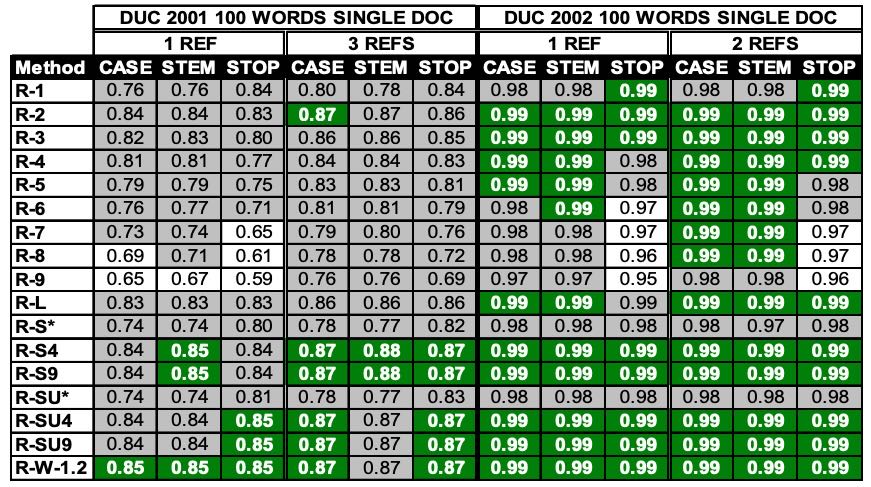 DUC 2001 100 WORDS SINGLE DOC DUC 2002 100 WORDS SINGLE DOC
1 REF 3 REFS 1 REF 2 REFS
Method CASE STEM STOP CASE STEM STOP CASE STEM STOP CASE STEM STOP
R-1 0.76 0.76 0.84 0.80 0.78 0.84 0.98 0.98 0.99 0.98 0.98 0.99
R-2 0.84 0.84 0.83 0.87 0.87 0.86 0.99 0.99 0.99 0.99 0.99 0.99
R-3 0.82 0.83 0.80 0.86 0.86 0.85 0.99 0.99 0.99 0.99 0.99 0.99
R-4 0.81 0.81 0.77 0.84 0.84 0.83 0.99 0.99 0.98 0.99 0.99 0.99
R-5 0.79 0.79 0.75 0.83 0.83 0.81 0.99 0.99 0.98 0.99 0.99 0.98
R-6 0.76 0.77 0.71 0.81 0.81 0.79 0.98 0.99 0.97 0.99 0.99 0.98
R-7 0.73 0.74 0.65 0.79 0.80 0.76 0.98 0.98 0.97 0.99 0.99 0.97
R-8 0.69 0.71 0.61 0.78 0.78 0.72 0.98 0.98 0.96 0.99 0.99 0.97
R-9 0.65 0.67 0.59 0.76 0.76 0.69 0.97 0.97 0.95 0.98 0.98 0.96
R-L 0.83 0.83 0.83 0.86 0.86 0.86 0.99 0.99 0.99 0.99 0.99 0.99
R-S* 0.74 0.74 0.80 0.78 0.77 0.82 0.98 0.98 0.98 0.98 0.97 0.98
R-S4 0.84 0.85 0.84 0.87 0.88 0.87 0.99 0.99 0.99 0.99 0.99 0.99
R-S9 0.84 0.85 0.84 0.87 0.88 0.87 0.99 0.99 0.99 0.99 0.99 0.99
R-SU* 0.74 0.74 0.81 0.78 0.77 0.83 0.98 0.98 0.98 0.98 0.98 0.98
R-SU4 0.84 0.84 0.85 0.87 0.87 0.87 0.99 0.99 0.99 0.99 0.99 0.99
R-SU9 0.84 0.84 0.85 0.87 0.87 0.87 0.99 0.99 0.99 0.99 0.99 0.99
R-W-1.2 0.85 0.85 0.85 0.87 0.87 0.87 0.99 0.99 0.99 0.99 0.99 0.99